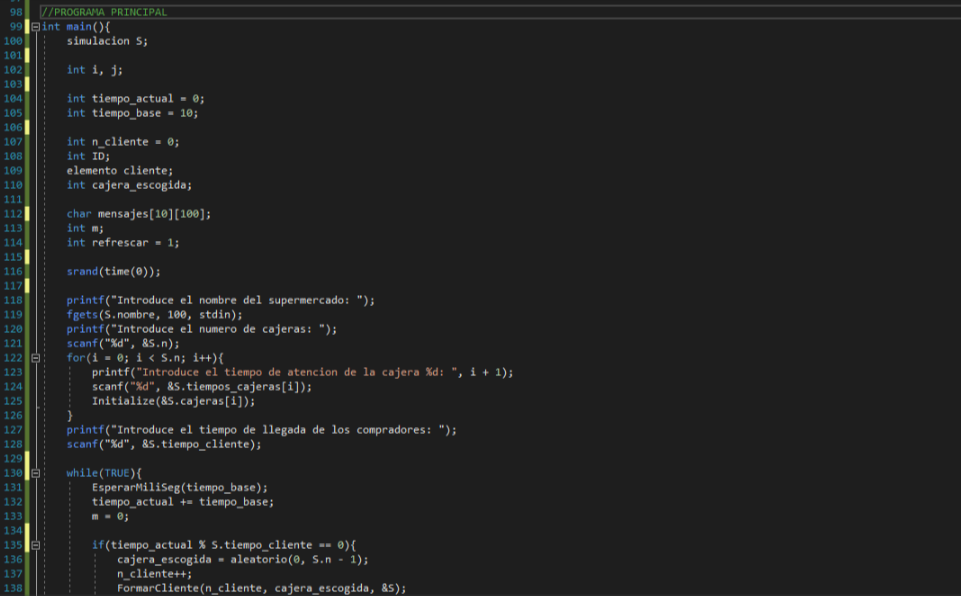 98 //PROGRAMA PRINCIPAL
99 int main(){
100 simulacion S;
101
102 int i, j;
103
104 int tiempo_actual = 0;
105 int tiempo_base = 10;
106
107 int n_cliente = 0;
108 int ID;
109 elemento cliente;
110 int cajera_escogida;
111
112 char mensajes[10][100];
113 int m;
114 int refrescar = 1;
115
116 srand(time(0));
117
118 printf("Introduce el nombre del supermercado: ");
119 fgets(S.nombre, 100, stdin);
120 printf("Introduce el numero de cajeras: ");
121 scanf("%d", &S.n);
122 for(i = 0; i < S.n; i++){
123 printf("Introduce el tiempo de atencion de la cajera %d: ", i + 1);
124 scanf("%d", &S.tiempos_cajeras[i]);
125 Initialize(&S.cajeras[i]);
126 }
127 printf("Introduce el tiempo de llegada de los compradores: ");
128 scanf("%d", &S.tiempo_cliente);
129
130 while(TRUE){
131 EsperarMiliSeg(tiempo_base);
132 tiempo_actual += tiempo_base;
133 m = 0;
134
135 if(tiempo_actual % S.tiempo_cliente == 0){
136 cajera_escogida = aleatorio(0, S.n - 1);
137 n_cliente++;
138 FormarCliente(n_cliente, cajera_escogida, &S);